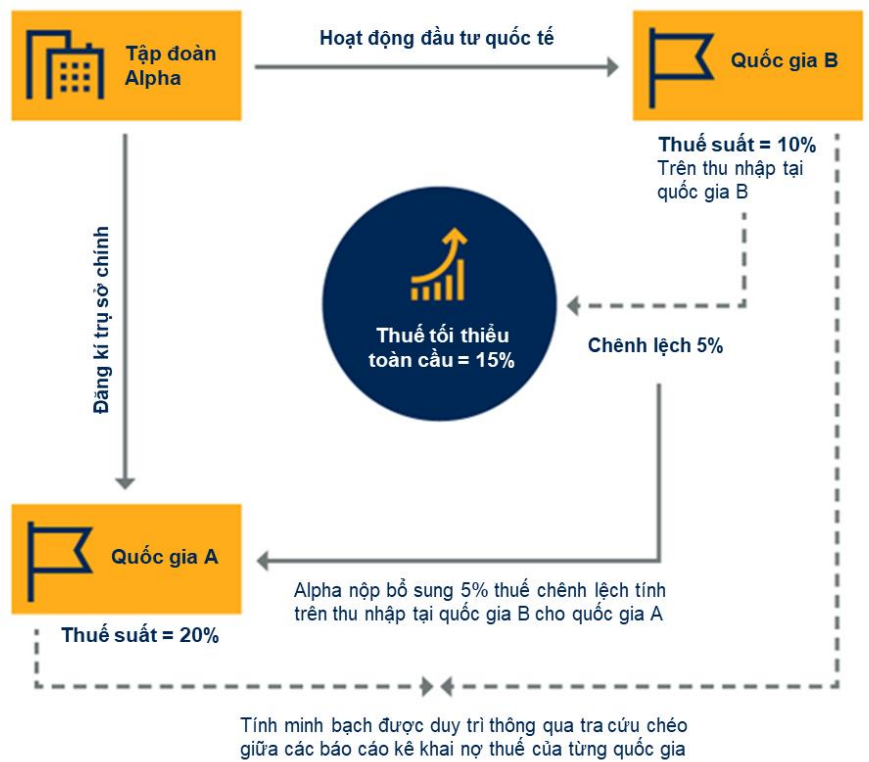 Tập đoàn
Alpha
Hoạt động đầu tư quốc tế
Quốc gia B
Thuế suất = 10%
Trên thu nhập tại
quốc gia B
Đăng kí trụ sở chính
Thuế tối thiểu
toàn cầu = 15%
Chênh lệch 5%
Quốc gia A
Alpha nộp bổ sung 5% thuế chênh lệch tính
trên thu nhập tại quốc gia B cho quốc gia A
Thuế suất = 20%
Tính minh bạch được duy trì thông qua tra cứu chéo
giữa các báo cáo kê khai nợ thuế của từng quốc gia